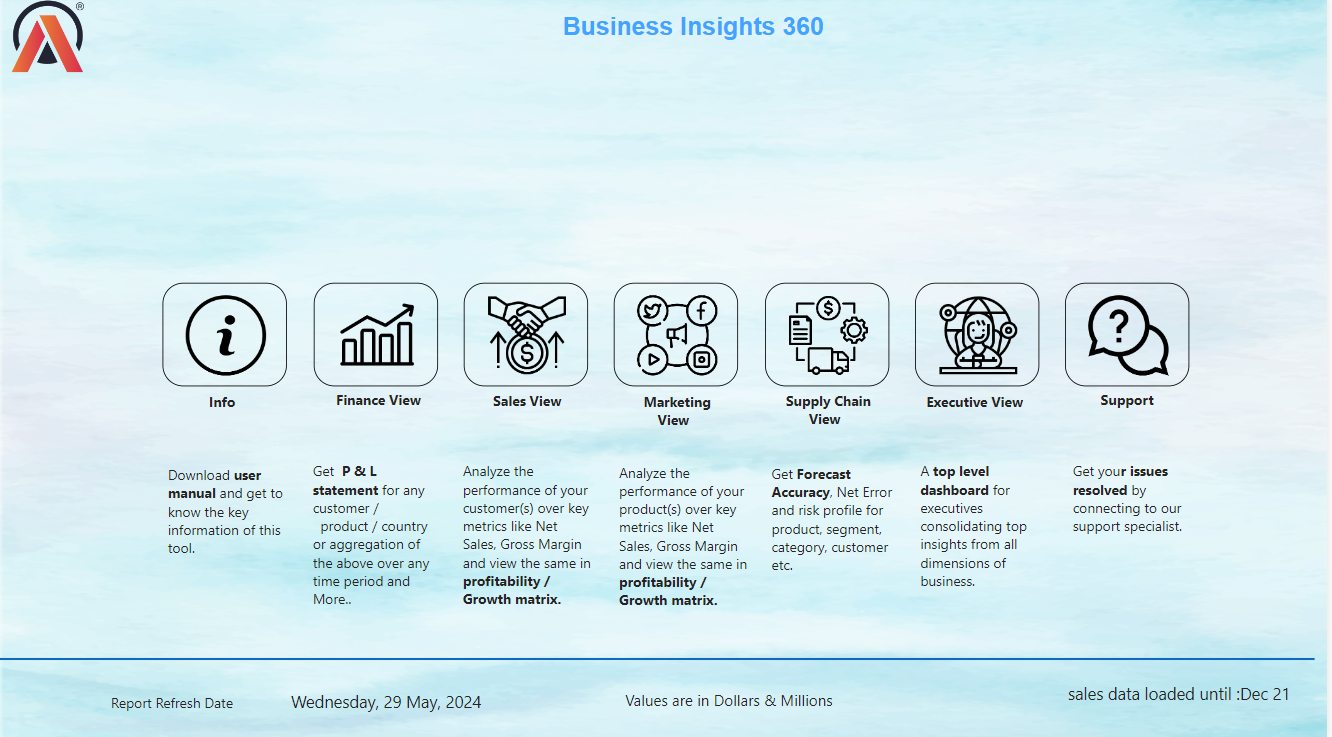 ®
Business Insights 360
i
$
?
Info
Finance View
Sales View
Marketing
View
Supply Chain
View
Executive View
Support
Download user
manual and get to
know the key
information of this
tool.
Get P & L
statement for any
customer /
product / country
or aggregation of
the above over any
time period and
More..
Analyze the
performance of your
customer(s) over key
metrics like Net
Sales, Gross Margin
and view the same in
profitability /
Growth matrix.
Analyze the
performance of your
product(s) over key
metrics like Net
Sales, Gross Margin
and view the same in
profitability /
Growth matrix.
Get Forecast
Accuracy, Net Error
and risk profile for
product, segment,
category, customer
etc.
A top level
dashboard for
executives
consolidating top
insights from all
dimensions of
business.
Get your issues
resolved by
connecting to our
support specialist.
Report Refresh Date
Wednesday, 29 May, 2024
Values are in Dollars & Millions
sales data loaded until :Dec 21